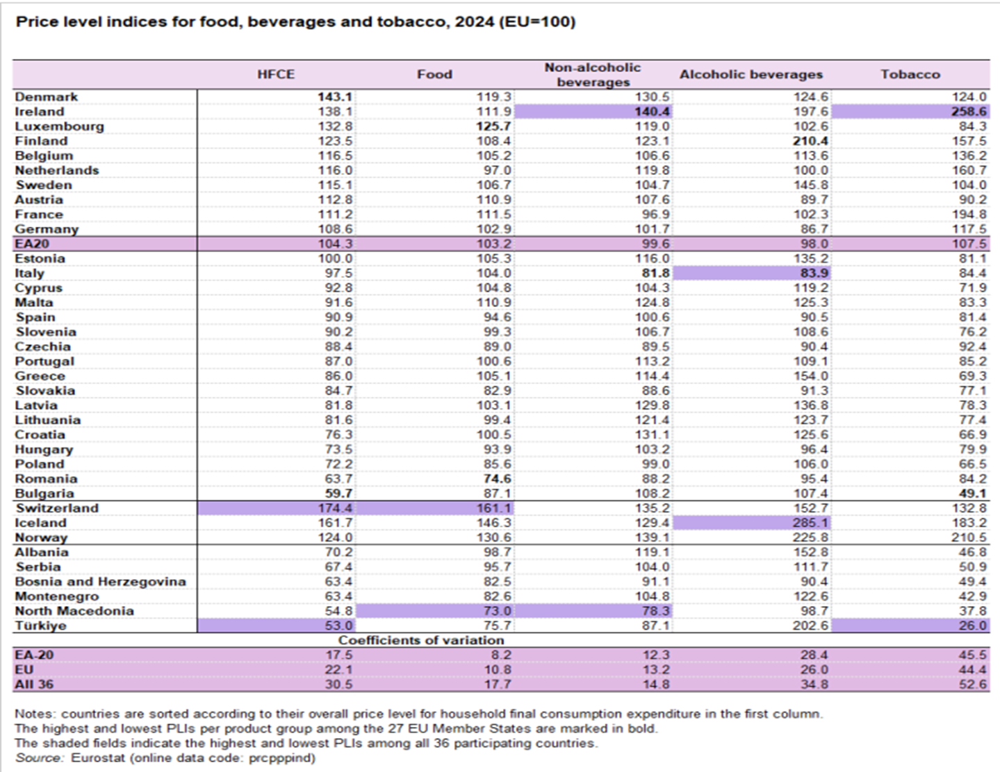 Price level indices for food, beverages and tobacco, 2024 (EU=100)
HFCE Food Non-alcoholic beverages Alcoholic beverages Tobacco
Denmark 143.1 119.3 130.5 124.6 124.0
Ireland 138.1 111.9 140.4 197.6 258.6
Luxembourg 132.8 125.7 119.0 102.6 84.3
Finland 123.5 108.4 123.1 210.4 157.5
Belgium 116.5 105.2 106.6 113.6 136.2
Netherlands 116.0 97.0 119.8 100.0 160.7
Sweden 115.1 106.7 104.7 145.8 104.0
Austria 112.8 110.9 107.6 89.7 90.2
France 111.2 111.5 96.9 102.3 194.8
Germany 108.6 102.9 101.7 86.7 117.5
EA20 104.3 103.2 99.6 98.0 107.5
Estonia 100.0 105.3 116.0 135.2 81.1
Italy 97.5 104.0 81.8 83.9 84.4
Cyprus 92.8 104.8 104.3 119.2 71.9
Malta 91.6 110.9 124.8 125.3 83.3
Spain 90.9 94.6 100.6 90.5 81.4
Slovenia 90.2 99.3 106.7 108.6 76.2
Czechia 88.4 89.0 89.5 90.4 92.4
Portugal 87.0 100.6 113.2 109.1 85.2
Greece 86.0 105.1 114.4 154.0 69.3
Slovakia 84.7 82.9 88.6 91.3 77.1
Latvia 81.8 103.1 129.8 136.8 78.3
Lithuania 81.6 99.4 121.4 123.7 77.4
Croatia 76.3 100.5 131.1 125.6 66.9
Hungary 73.5 93.9 103.2 96.4 79.9
Poland 72.2 85.6 99.0 106.0 66.5
Romania 63.7 74.6 88.2 95.4 84.2
Bulgaria 59.7 87.1 108.2 107.4 49.1
Switzerland 174.4 161.1 135.2 152.7 132.8
Iceland 161.7 146.3 129.4 285.1 183.2
Norway 124.0 130.6 139.1 225.8 210.5
Albania 70.2 98.7 119.1 152.8 46.8
Serbia 67.4 95.7 104.0 111.7 50.9
Bosnia and Herzegovina 63.4 82.5 91.1 90.4 49.4
Montenegro 63.4 82.6 104.8 122.6 42.9
North Macedonia 54.8 73.0 78.3 98.7 37.8
Türkiye 53.0 75.7 87.1 202.6 26.0
Coefficients of variation
EA-20 17.5 8.2 12.3 28.4 45.5
EU 22.1 10.8 13.2 26.0 44.4
All 36 30.5 17.7 14.8 34.8 52.6
Notes: countries are sorted according to their overall price level for household final consumption expenditure in the first column.
The highest and lowest PLIs per product group among the 27 EU Member States are marked in bold.
The shaded fields indicate the highest and lowest PLIs among all 36 participating countries.
Source: Eurostat (online data code: prcpppind)